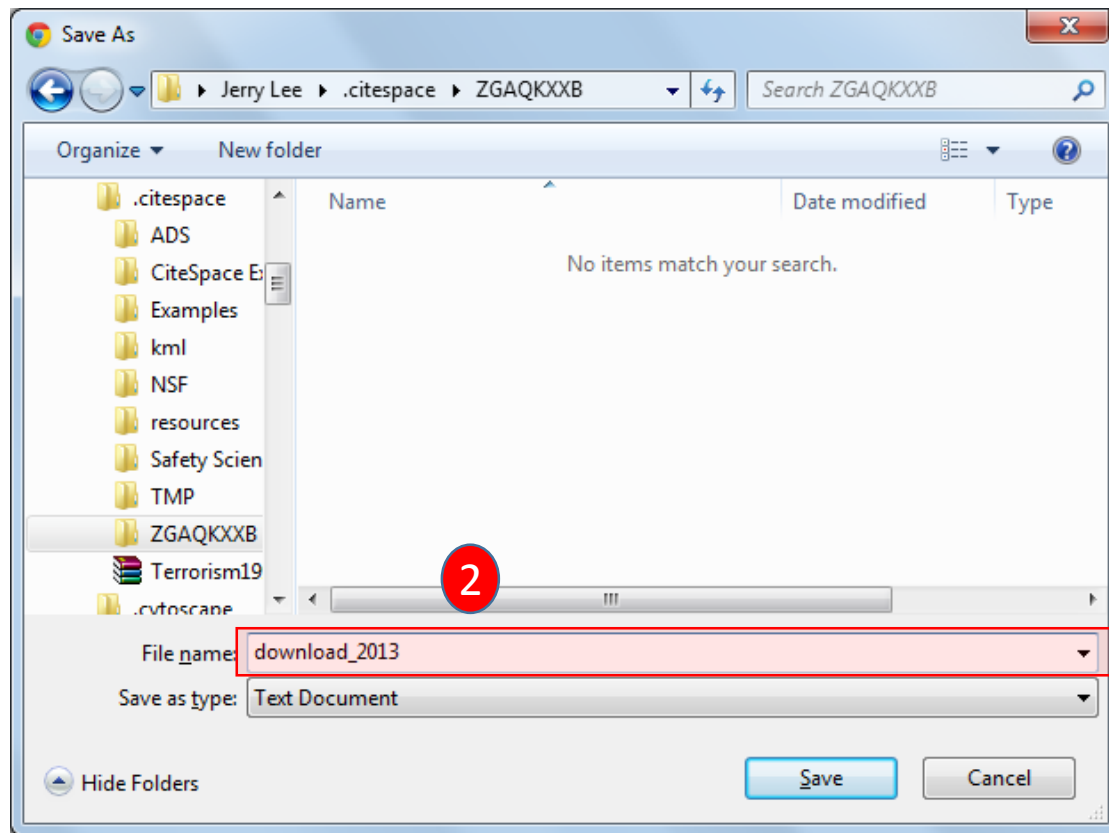 Save As
Jerry Lee .citespace ZGAQKXXB Search ZGAQKXXB
Organize New folder
.citespace Name Date modified Type
ADS
No items match your search.
CiteSpace Ex
Examples
kml
NSF
resources
Safety Scien
TMP
ZGAQKXXB
Terrorism19
.cytoscape
2
File name: download_2013
Save as type: Text Document
Hide Folders Save Cancel